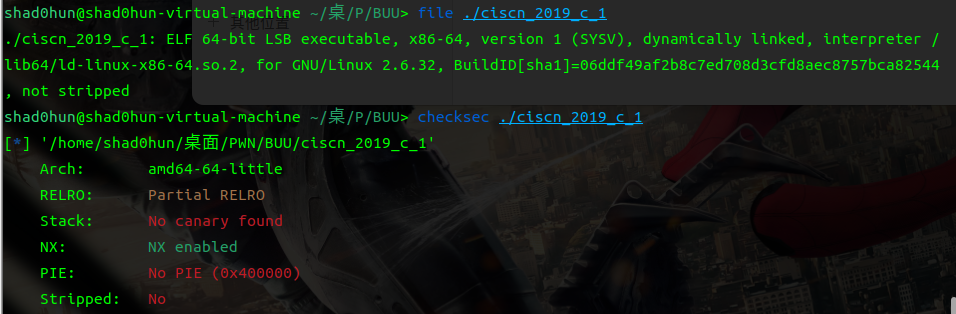 shad0hun@shad0hun-virtual-machine ~/桌/P/BUU> file ./ciscn_2019_c_1
./ciscn_2019_c_1: ELF 64-bit LSB executable, x86-64, version 1 (SYSV), dynamically linked, interpreter /
lib64/ld-linux-x86-64.so.2, for GNU/Linux 2.6.32, BuildID[sha1]=06ddf49af2b8c7ed708d3cfd8aec8757bca82544
, not stripped
shad0hun@shad0hun-virtual-machine ~/桌/P/BUU> checksec ./ciscn_2019_c_1
[*] '/home/shad0hun/桌面/PWN/BUU/ciscn_2019_c_1'
Arch: amd64-64-little
RELRO: Partial RELRO
Stack: No canary found
NX: NX enabled
PIE: No PIE (0x400000)
Stripped: No